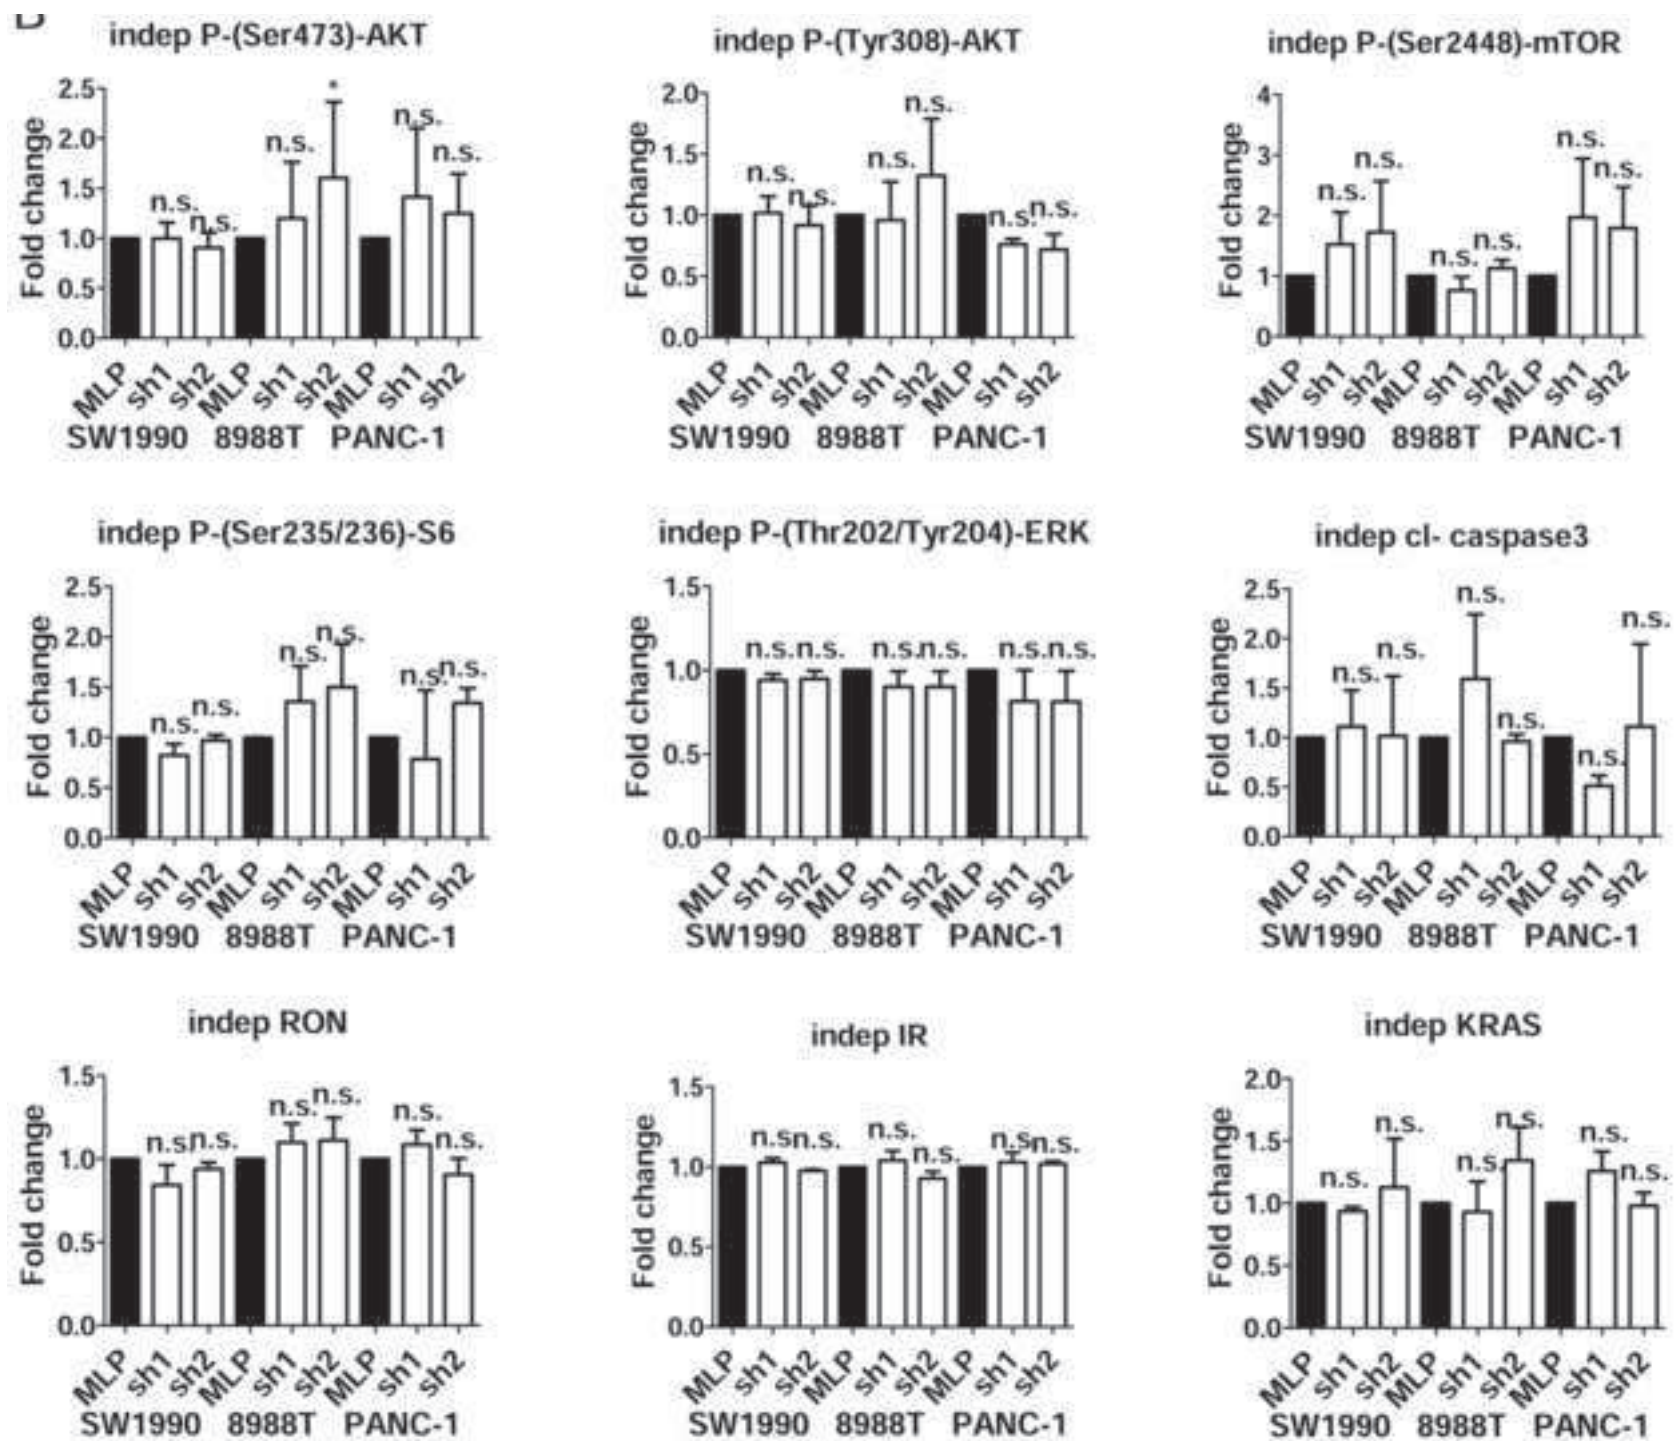 B
indep P-(Ser473)-AKT
Fold change
2.5
2.0
1.5
1.0
0.5
0.0
n.s. n.s. n.s. * n.s. n.s.
MLP sh1 sh2 MLP sh1 sh2 MLP sh1 sh2
SW1990 8988T PANC-1
indep P-(Tyr308)-AKT
Fold change
2.0
1.5
1.0
0.5
0.0
n.s. n.s. n.s. n.s. n.s. n.s.
MLP sh1 sh2 MLP sh1 sh2 MLP sh1 sh2
SW1990 8988T PANC-1
indep P-(Ser2448)-mTOR
Fold change
4
3
2
1
0
n.s. n.s. n.s. n.s. n.s. n.s.
MLP sh1 sh2 MLP sh1 sh2 MLP sh1 sh2
SW1990 8988T PANC-1
indep P-(Ser235/236)-S6
Fold change
2.5
2.0
1.5
1.0
0.5
0.0
n.s. n.s. n.s. n.s. n.s. n.s.
MLP sh1 sh2 MLP sh1 sh2 MLP sh1 sh2
SW1990 8988T PANC-1
indep P-(Thr202/Tyr204)-ERK
Fold change
1.5
1.0
0.5
0.0
n.s. n.s. n.s. n.s. n.s. n.s.
MLP sh1 sh2 MLP sh1 sh2 MLP sh1 sh2
SW1990 8988T PANC-1
indep cl- caspase3
Fold change
2.5
2.0
1.5
1.0
0.5
0.0
n.s. n.s. n.s. n.s. n.s. n.s.
MLP sh1 sh2 MLP sh1 sh2 MLP sh1 sh2
SW1990 8988T PANC-1
indep RON
Fold change
1.5
1.0
0.5
0.0
n.s. n.s. n.s. n.s. n.s. n.s.
MLP sh1 sh2 MLP sh1 sh2 MLP sh1 sh2
SW1990 8988T PANC-1
indep IR
Fold change
1.5
1.0
0.5
0.0
n.s. n.s. n.s. n.s. n.s. n.s.
MLP sh1 sh2 MLP sh1 sh2 MLP sh1 sh2
SW1990 8988T PANC-1
indep KRAS
Fold change
2.0
1.5
1.0
0.5
0.0
n.s. n.s. n.s. n.s. n.s. n.s.
MLP sh1 sh2 MLP sh1 sh2 MLP sh1 sh2
SW1990 8988T PANC-1